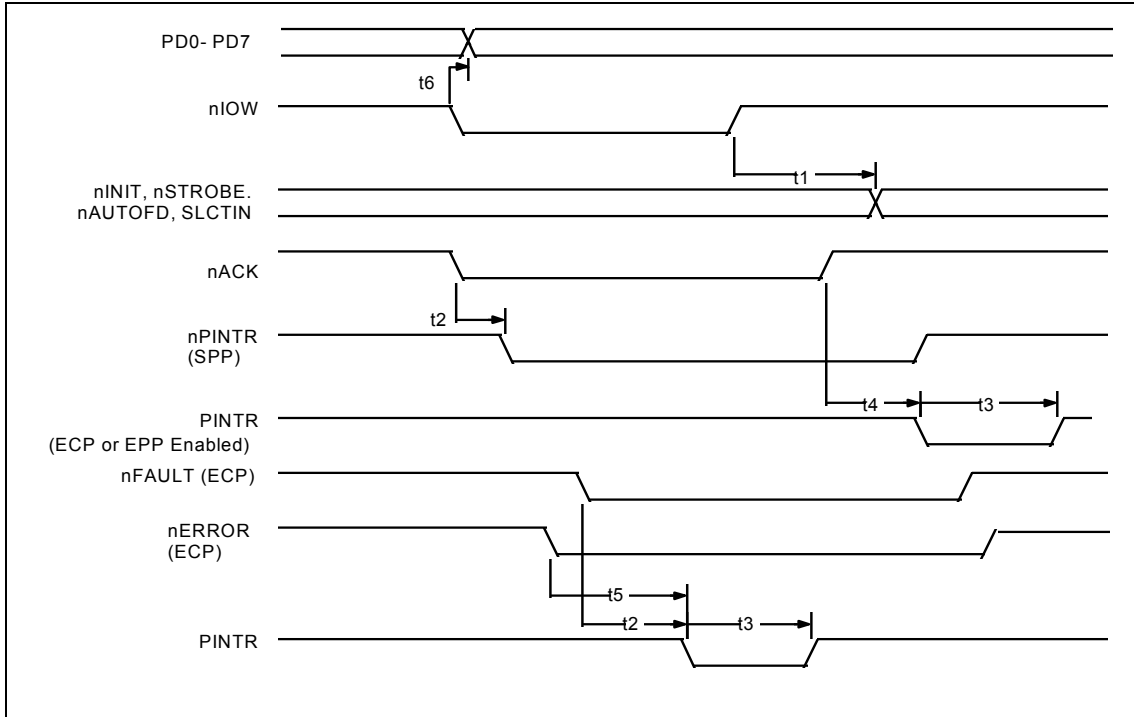 PD0- PD7
t6
nIOW
t1
nINIT, nSTROBE.
nAUTOFD, SLCTIN
nACK
t2
nPINTR
(SPP)
t4
t3
PINTR
(ECP or EPP Enabled)
nFAULT (ECP)
nERROR
(ECP)
t5
t2
t3
PINTR